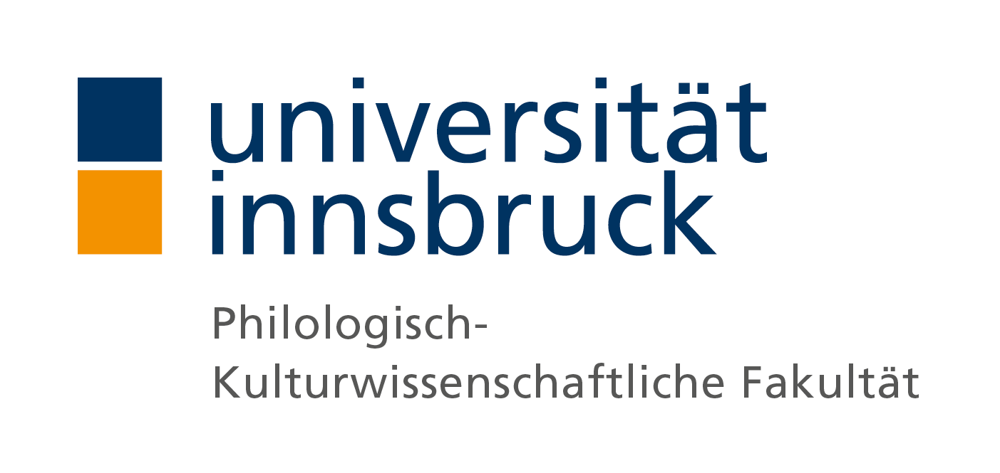 universität
innsbruck
Philologisch-
Kulturwissenschaftliche Fakultät